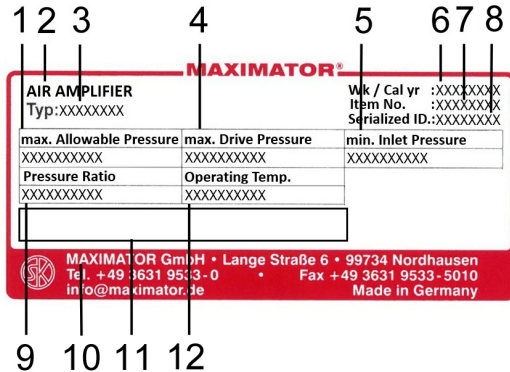 1 2 3 4 5 6 7 8
MAXIMATOR®
AIR AMPLIFIER
Typ:XXXXXXXX
Wk / Cal yr :XXXXXXXX
Item No. :XXXXXXXX
Serialized ID.:XXXXXXXX
max. Allowable Pressure max. Drive Pressure min. Inlet Pressure
XXXXXXXXXX XXXXXXXXXX XXXXXXXXXX
Pressure Ratio Operating Temp.
XXXXXXXXXX XXXXXXXXXX
SK
MAXIMATOR GmbH • Lange Straße 6 • 99734 Nordhausen
Tel. +49 3631 9533-0 • Fax +49 3631 9533-5010
info@maximator.de Made in Germany
9 10 11 12